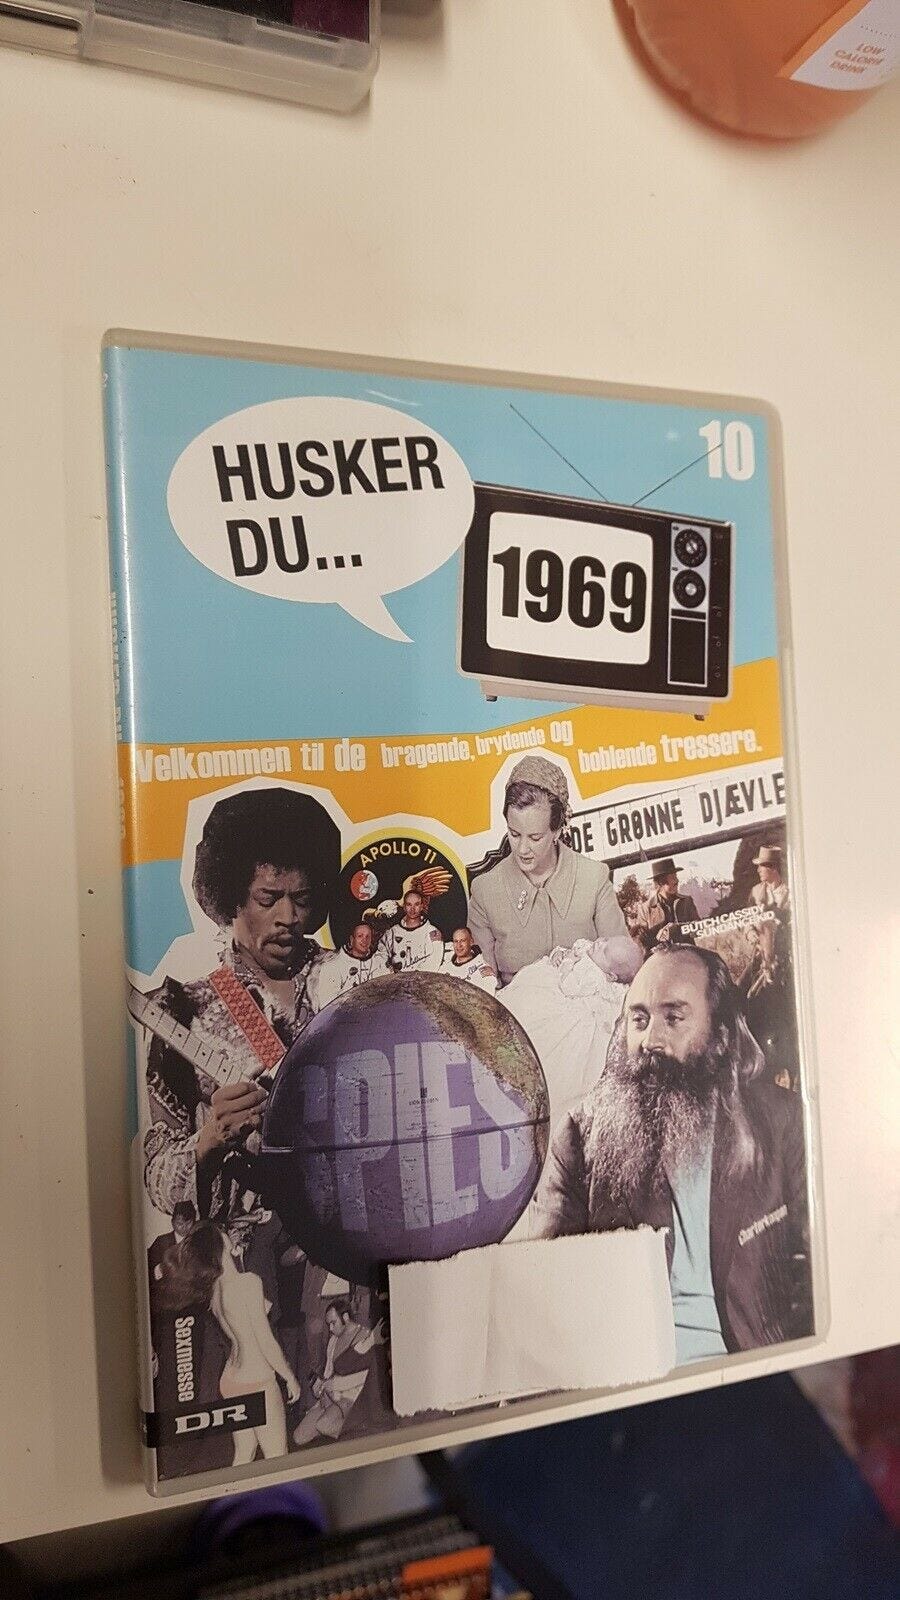 LOW
CALORIE
DRINK
10
HUSKER
DU...
1969
Velkommen til de bragende, brydende og boblende tressere.
DE GRØNNE DJÆVLE
APOLLO 11
BUTCH CASSIDY
SUNDANCE KID
SPIES
Charterkongen
Sexmesse
DR